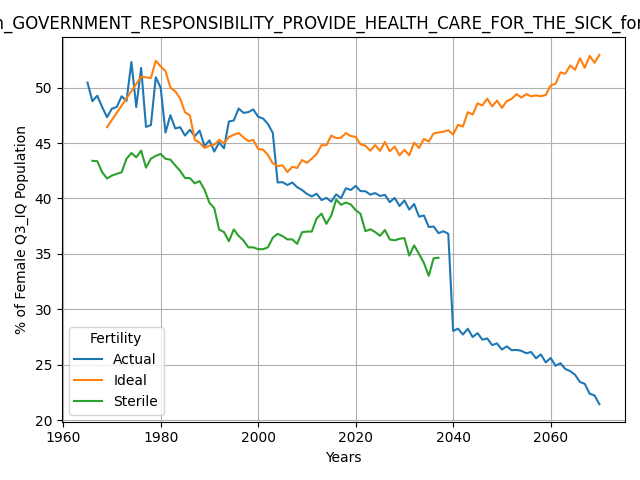 n_GOVERNMENT_RESPONSIBILITY_PROVIDE_HEALTH_CARE_FOR_THE_SICK_for
% of Female Q3_IQ Population
50
45
40
35
30
25
20
Fertility
Actual
Ideal
Sterile
1960 1980 2000 2020 2040 2060
Years